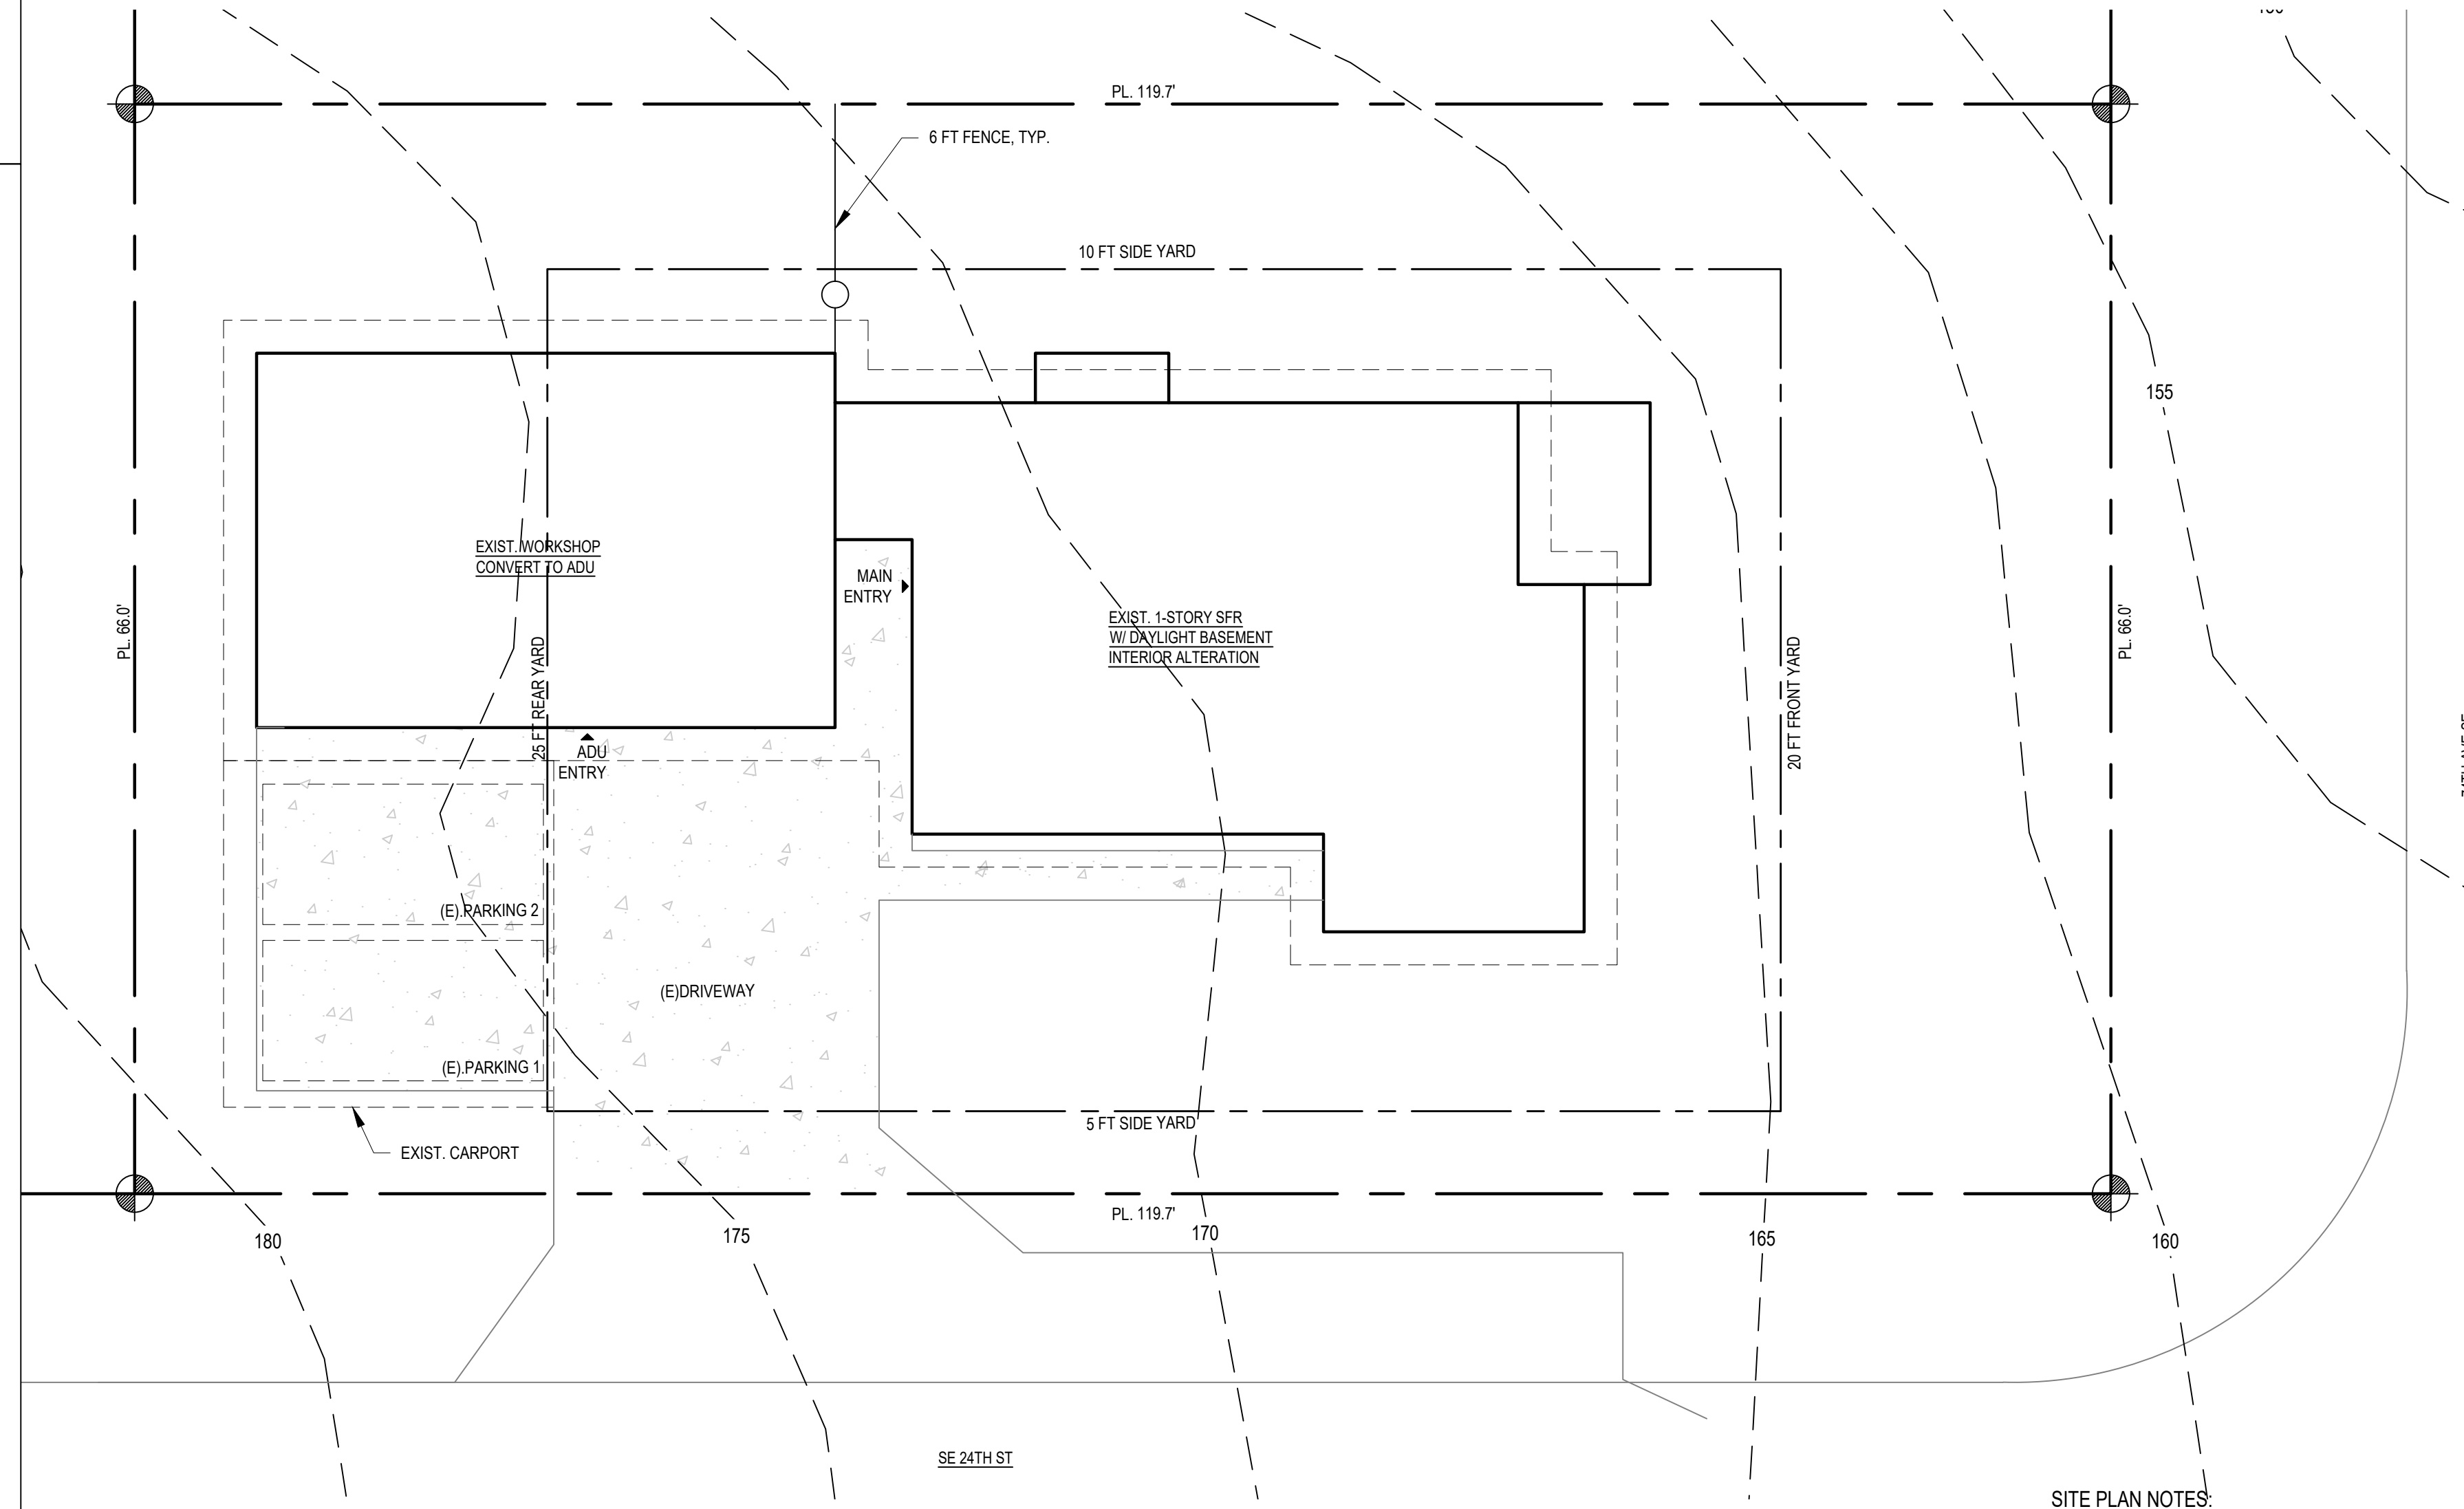 PL. 119.7'
6 FT FENCE, TYP.
10 FT SIDE YARD
155
EXIST. WORKSHOP
CONVERT TO ADU
MAIN
ENTRY
EXIST. 1-STORY SFR
W/ DAYLIGHT BASEMENT
INTERIOR ALTERATION
PL. 66.0'
25 FT REAR YARD
20 FT FRONT YARD
PL. 66.0'
ADU
ENTRY
(E).PARKING 2
(E)DRIVEWAY
(E).PARKING 1
5 FT SIDE YARD
EXIST. CARPORT
PL. 119.7'
180
175
170
165
160
SE 24TH ST
SITE PLAN NOTES: